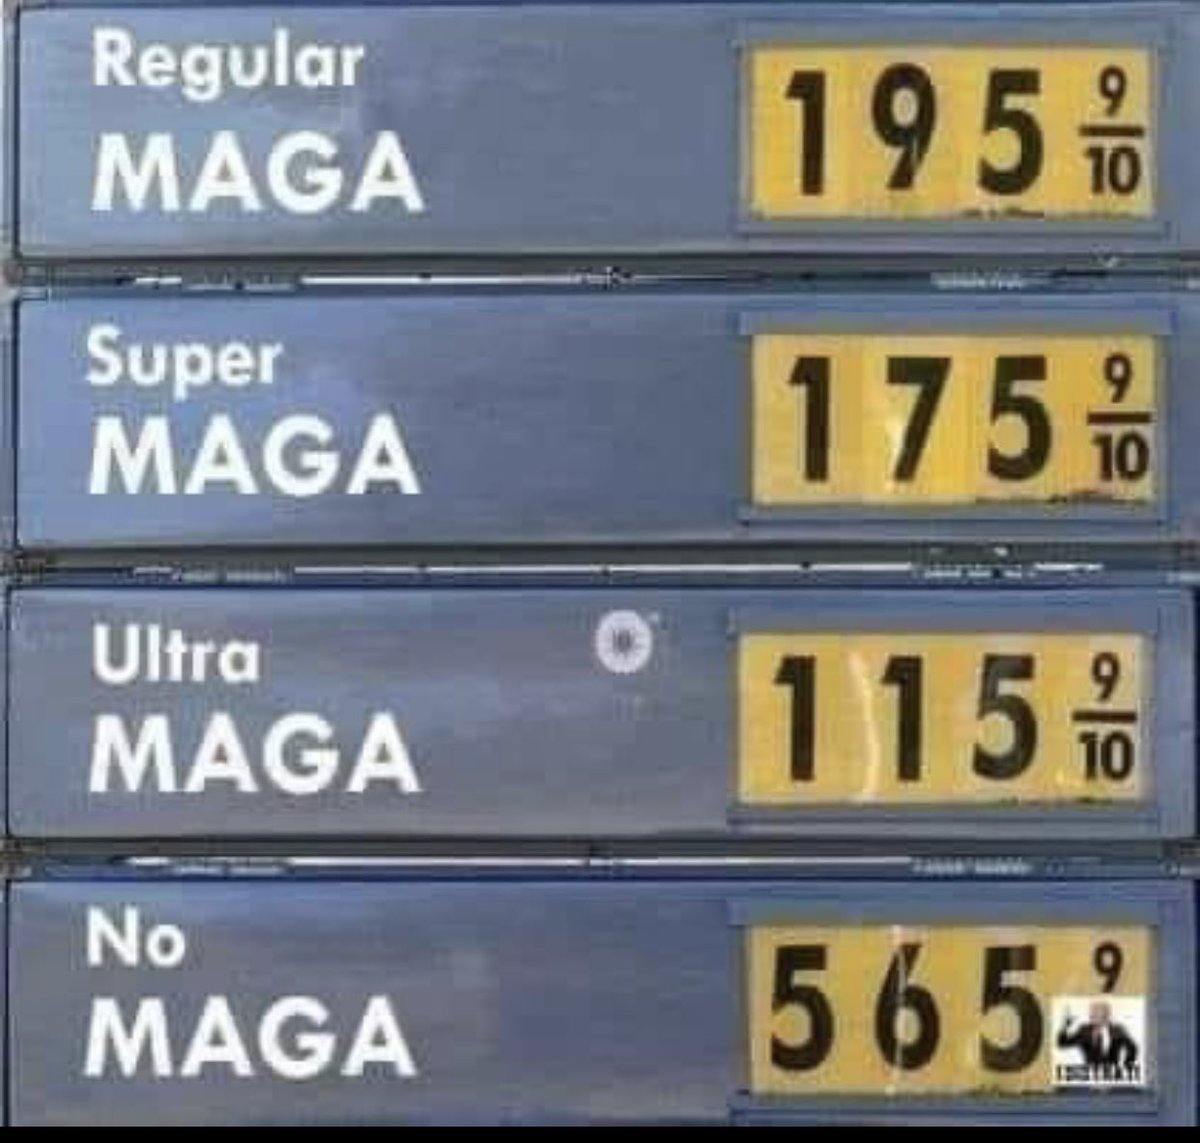 Regular
MAGA
195 9/10
Super
MAGA
175 9/10
Ultra
MAGA
115 9/10
No
MAGA
565 9